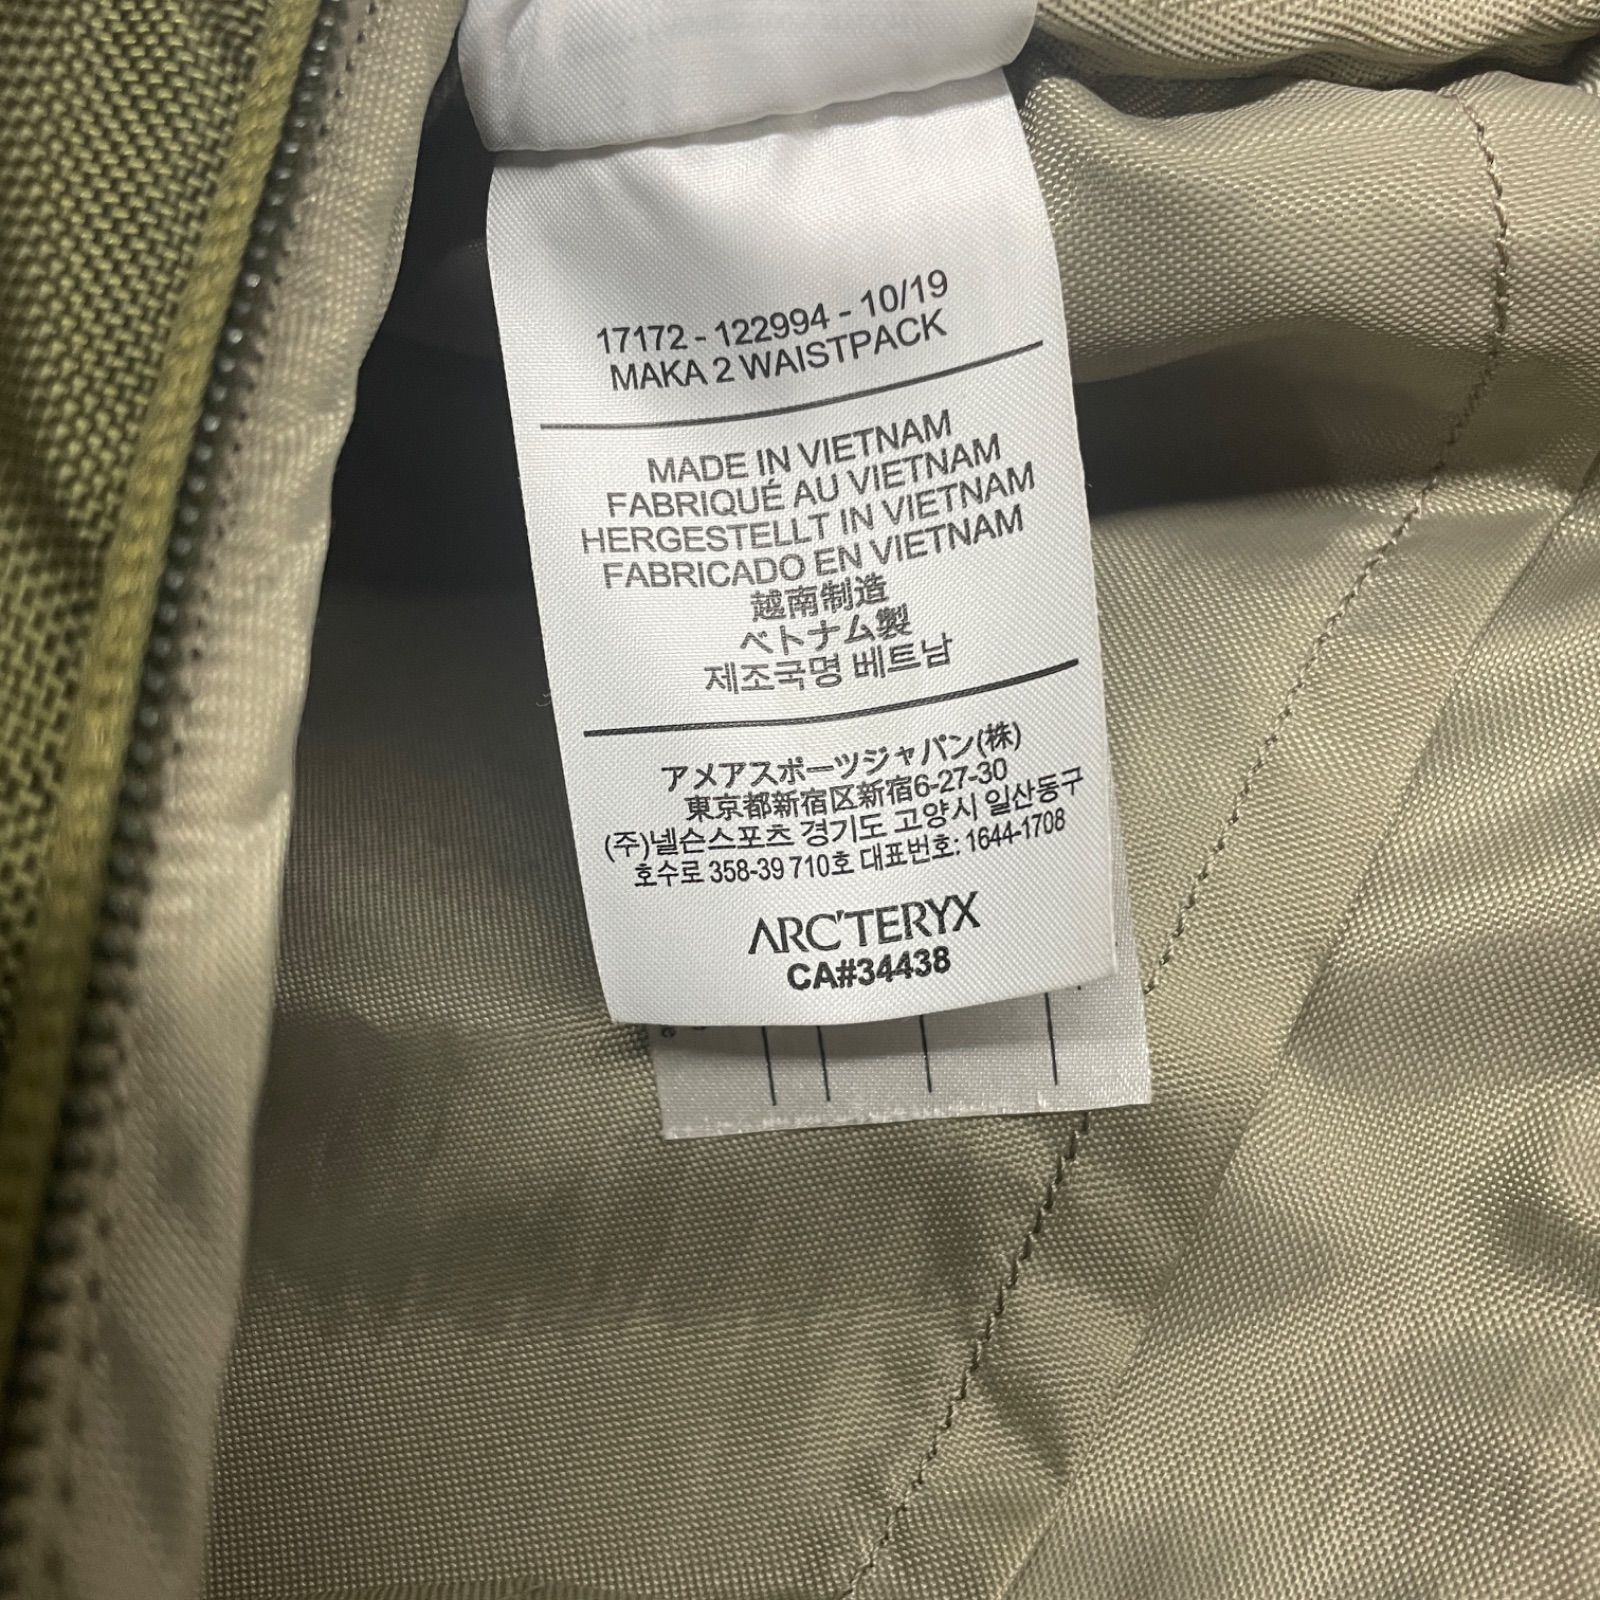 17172 - 122994 - 10/19
MAKA 2 WAISTPACK
MADE IN VIETNAM
FABRIQUÉ AU VIETNAM
HERGESTELLT IN VIETNAM
FABRICADO EN VIETNAM
越南制造
ベトナム製
제조국명 베트남
アメアスポーツジャパン(株)
東京都新宿区新宿6-27-30
(주)넬슨스포츠 경기도 고양시 일산동구
호수로 358-39 710호 대표번호: 1644-1708
ARC'TERYX
CA#34438